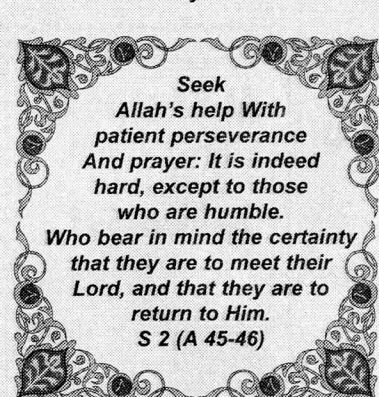 Seek
Allah's help With
patient perseverance
And prayer: It is indeed
hard, except to those
who are humble.
Who bear in mind the certainty
that they are to meet their
Lord, and that they are to
return to Him.
S 2 (A 45-46)